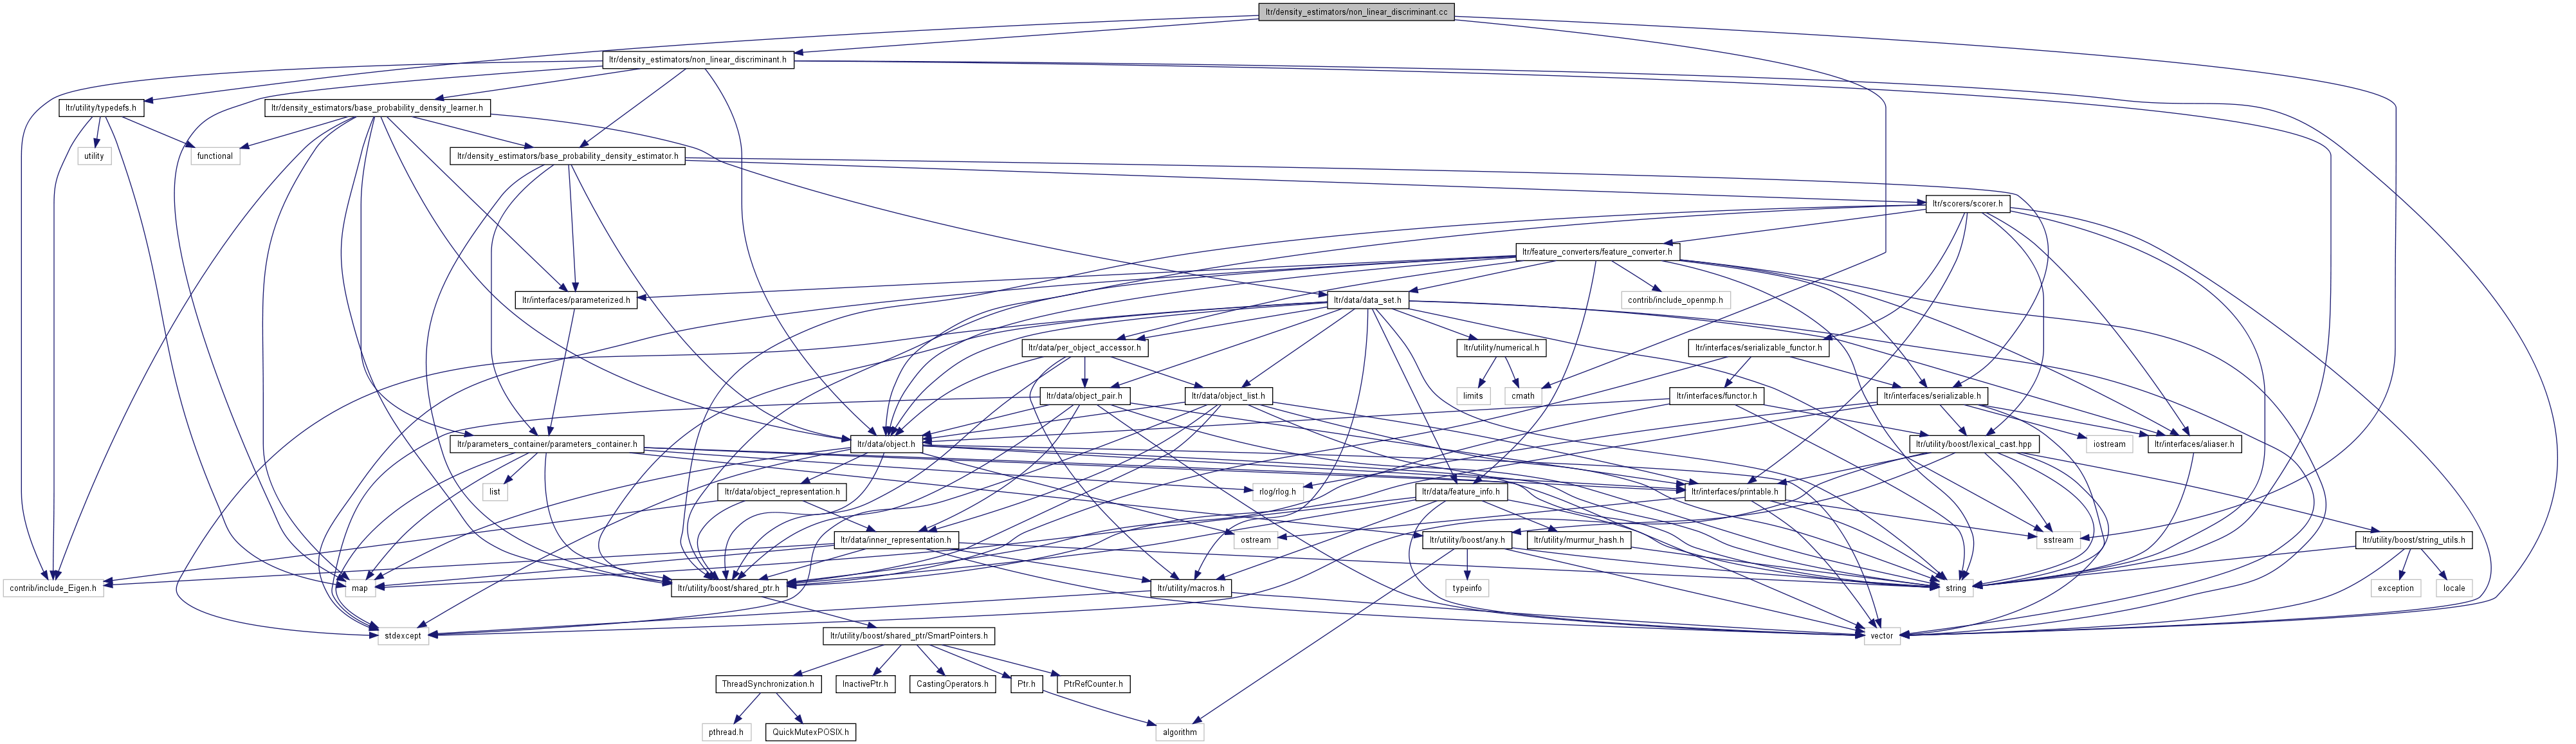 ltr/density_estimators/non_linear_discriminant.cc
ltr/density_estimators/non_linear_discriminant.h
ltr/utility/typedefs.h
ltr/density_estimators/base_probability_density_learner.h
utility
functional
ltr/density_estimators/base_probability_density_estimator.h
ltr/scorers/scorer.h
ltr/feature_converters/feature_converter.h
ltr/interfaces/parameterized.h
ltr/data/data_set.h
contrib/include_openmp.h
ltr/data/per_object_accessor.h
ltr/utility/numerical.h
ltr/interfaces/serializable_functor.h
ltr/data/object_pair.h
ltr/data/object_list.h
limits
cmath
ltr/interfaces/functor.h
ltr/interfaces/serializable.h
ltr/parameters_container/parameters_container.h
ltr/data/object.h
ltr/utility/boost/lexical_cast.hpp
iostream
ltr/interfaces/aliaser.h
list
ltr/data/object_representation.h
rlog/rlog.h
ltr/data/feature_info.h
ltr/interfaces/printable.h
ltr/data/inner_representation.h
ostream
ltr/utility/boost/any.h
ltr/utility/murmur_hash.h
sstream
ltr/utility/boost/string_utils.h
contrib/include_Eigen.h
map
ltr/utility/boost/shared_ptr.h
ltr/utility/macros.h
typeinfo
string
exception
locale
stdexcept
ltr/utility/boost/shared_ptr/SmartPointers.h
vector
ThreadSynchronization.h
InactivePtr.h
CastingOperators.h
Ptr.h
PtrRefCounter.h
pthread.h
QuickMutexPOSIX.h
algorithm